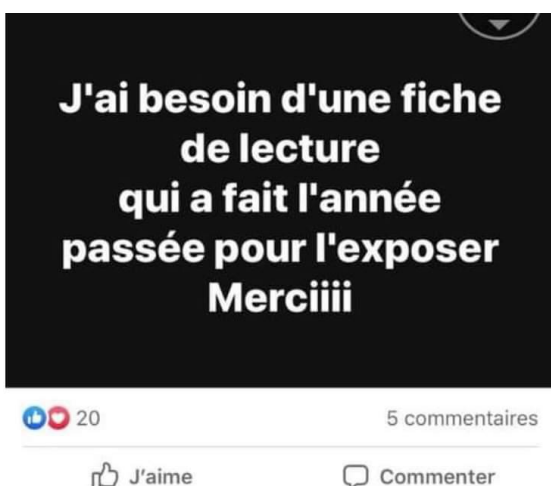 J'ai besoin d'une fiche
de lecture
qui a fait l'année
passée pour l'exposer
Merciiii
20
5 commentaires
J'aime
Commenter